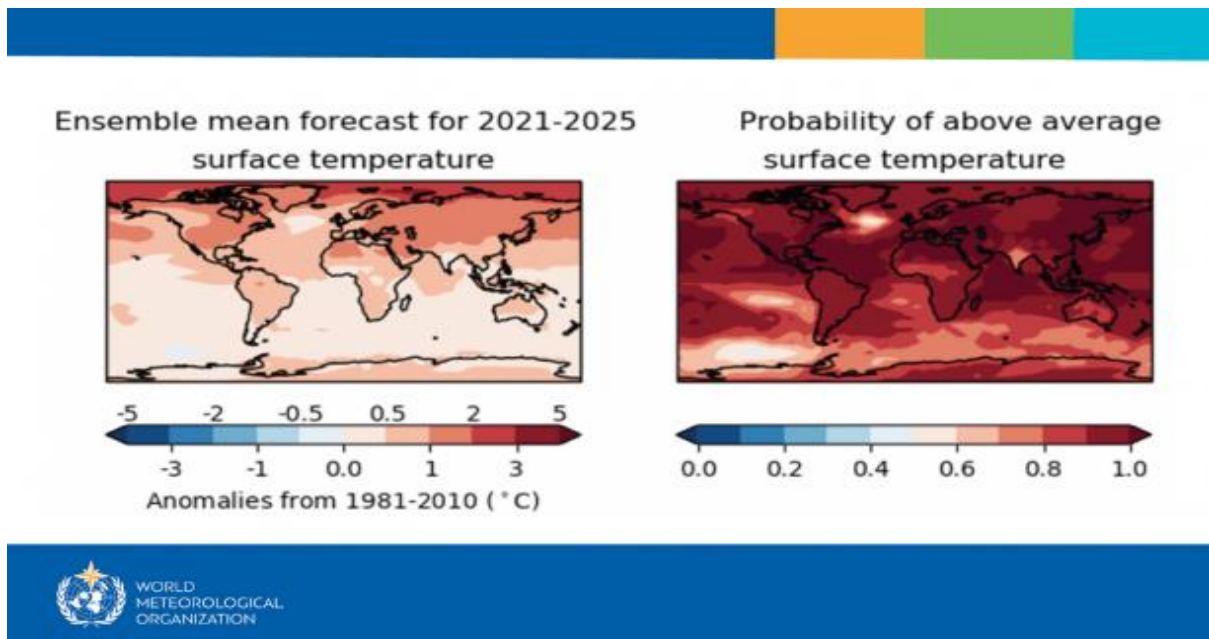 Ensemble mean forecast for 2021-2025
surface temperature
-5 -2 -0.5 0.5 2 5
-3 -1 0.0 1 3
Anomalies from 1981-2010 (°C)
Probability of above average
surface temperature
0.0 0.2 0.4 0.6 0.8 1.0
WORLD
METEOROLOGICAL
ORGANIZATION